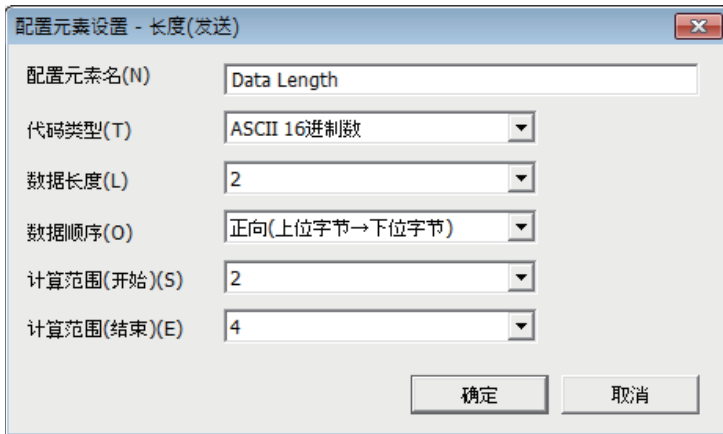 配置元素设置 - 长度(发送)
配置元素名(N) Data Length
代码类型(T) ASCII 16进制数
数据长度(L) 2
数据顺序(O) 正向(上位字节→下位字节)
计算范围(开始)(S) 2
计算范围(结束)(E) 4
确定 取消